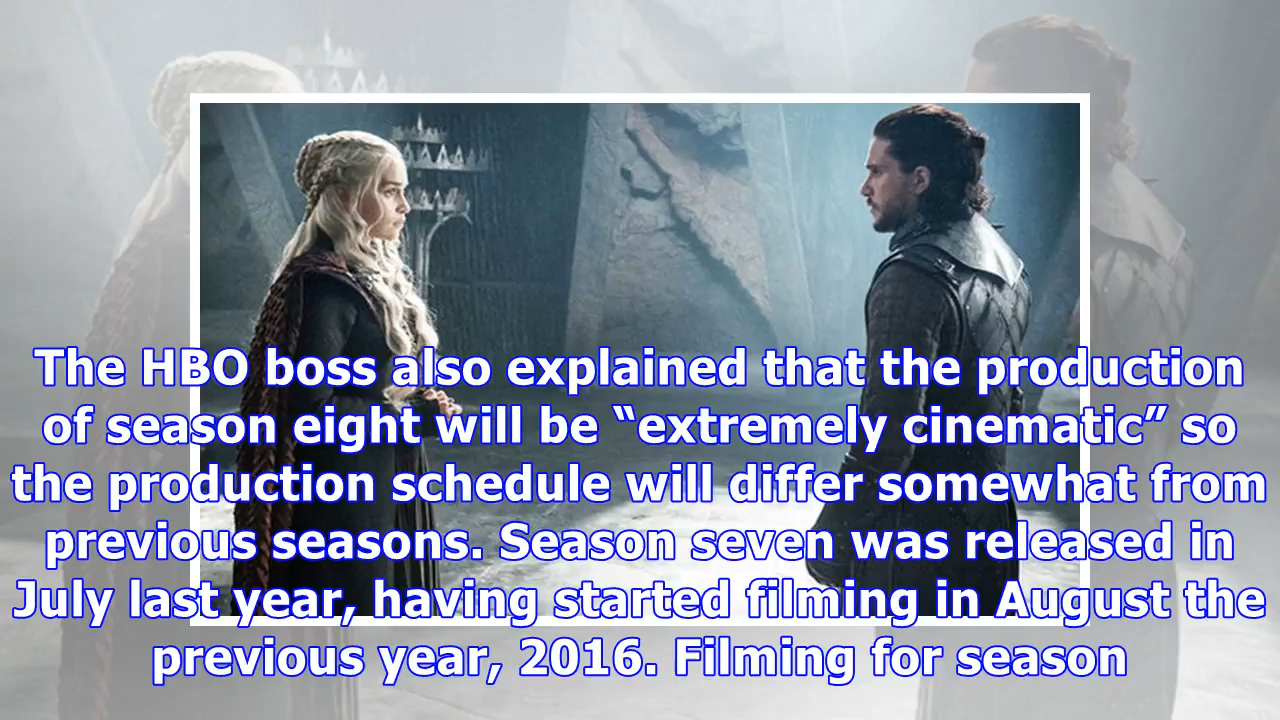 The HBO boss also explained that the production
of season eight will be “extremely cinematic” so
the production schedule will differ somewhat from
previous seasons. Season seven was released in
July last year, having started filming in August the
previous year, 2016. Filming for season